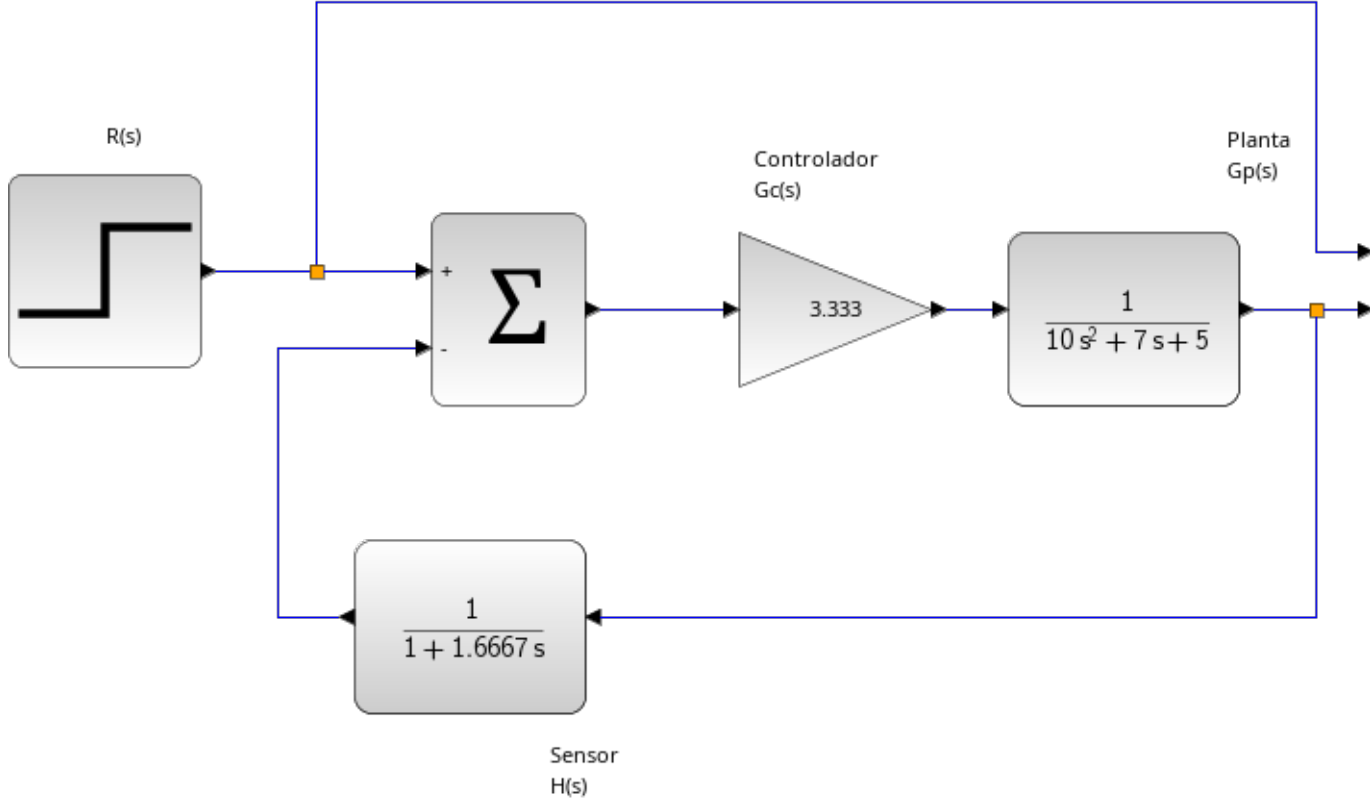 R(s)
Controlador
Gc(s)
Planta
Gp(s)
+
-
Σ
3.333
1
10 s² + 7 s + 5
1
1 + 1.6667 s
Sensor
H(s)